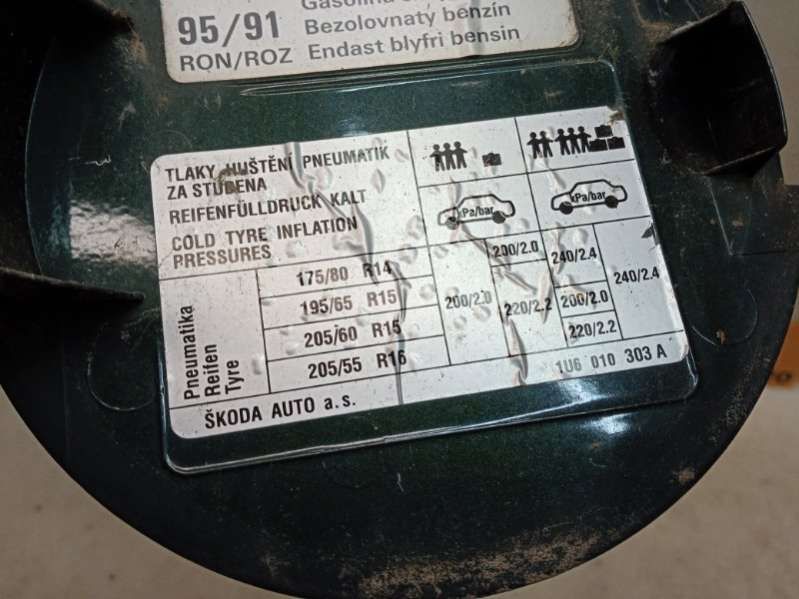 95/91
RON/ROZ
Bezolovnaty benzín
Endast blyfri bensin
TLAKY HUŠTĚNÍ PNEUMATIK
ZA STUDENA
REIFENFÜLLDRUCK KALT
COLD TYRE INFLATION
PRESSURES
kPa/bar
kPa/bar
Pneumatika
Reifen
Tyre
175/80 R14
195/65 R15
205/60 R15
205/55 R16
200/2.0
200/2.0
220/2.2
240/2.4
200/2.0
220/2.2
240/2.4
ŠKODA AUTO a.s.
1U6 010 303 A